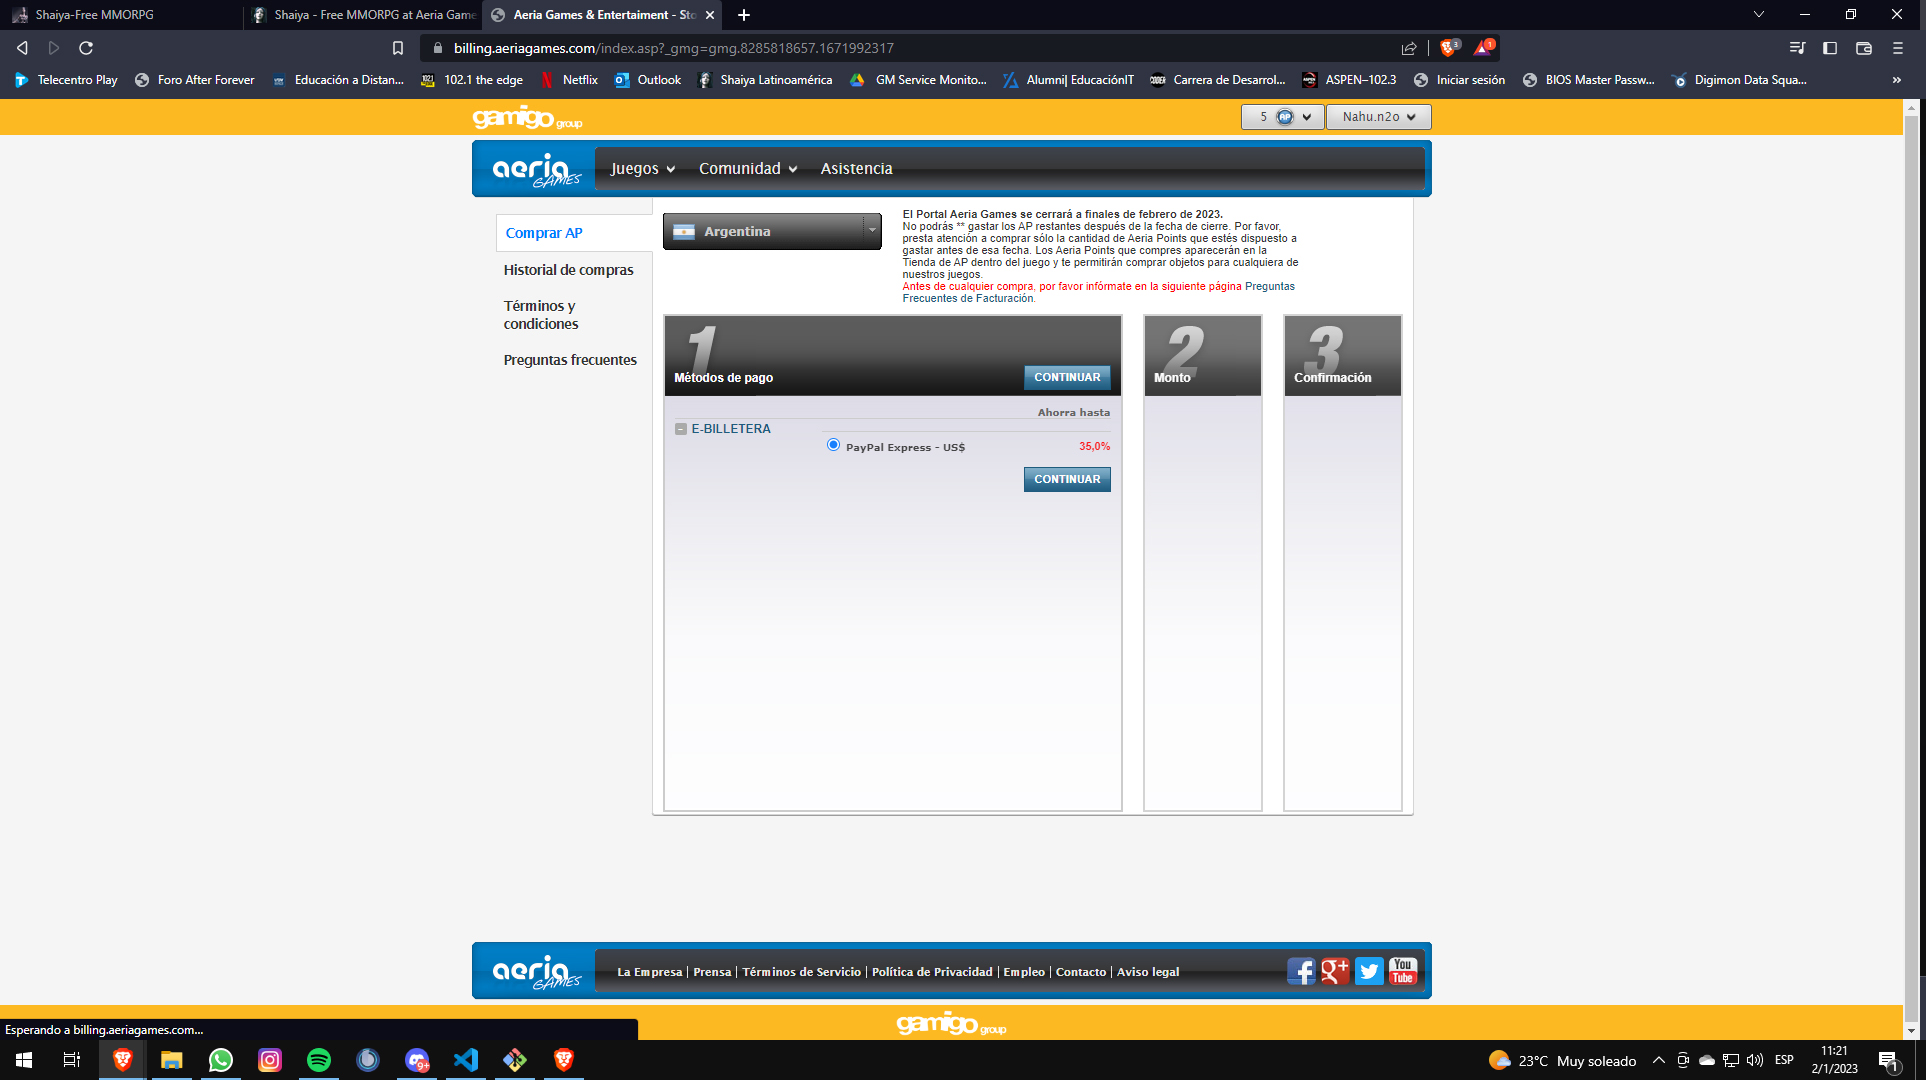 Shaiya-Free MMORPG
Shaiya - Free MMORPG at Aeria Game
Aeria Games & Entertaiment - Sto
billing.aeriagames.com/index.asp?_gmg=gmg.8285818657.1671992317
3
1
Telecentro Play
Foro After Forever
Educación a Distan...
102.1 the edge
Netflix
Outlook
Shaiya Latinoamérica
GM Service Monito...
Alumni| EducaciónIT
Carrera de Desarrol...
ASPEN–102.3
Iniciar sesión
BIOS Master Passw...
Digimon Data Squa...
gamigo group
5 AP
Nahu.n2o
aeria GAMES
Juegos
Comunidad
Asistencia
Comprar AP
Historial de compras
Términos y
condiciones
Preguntas frecuentes
Argentina
El Portal Aeria Games se cerrará a finales de febrero de 2023.
No podrás ** gastar los AP restantes después de la fecha de cierre. Por favor,
presta atención a comprar sólo la cantidad de Aeria Points que estés dispuesto a
gastar antes de esa fecha. Los Aeria Points que compres aparecerán en la
Tienda de AP dentro del juego y te permitirán comprar objetos para cualquiera de
nuestros juegos.
Antes de cualquier compra, por favor infórmate en la siguiente página Preguntas
Frecuentes de Facturación.
1
Métodos de pago
CONTINUAR
2
Monto
3
Confirmación
Ahorra hasta
E-BILLETERA
PayPal Express - US$
35,0%
CONTINUAR
aeria GAMES
La Empresa | Prensa | Términos de Servicio | Política de Privacidad | Empleo | Contacto | Aviso legal
You
Tube
gamigo group
Esperando a billing.aeriagames.com...
9+
23°C Muy soleado
ESP
11:21
2/1/2023
1